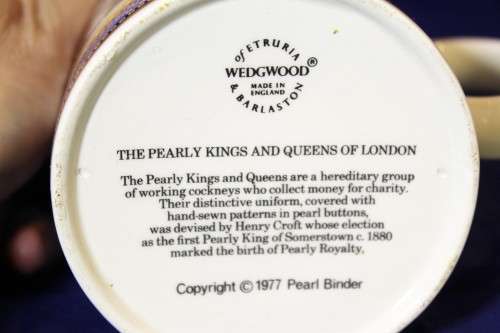 of ETRURIA
WEDGWOOD®
MADE IN
ENGLAND
& BARLASTON
THE PEARLY KINGS AND QUEENS OF LONDON
The Pearly Kings and Queens are a hereditary group
of working cockneys who collect money for charity.
Their distinctive uniform, covered with
hand-sewn patterns in pearl buttons,
was devised by Henry Croft whose election
as the first Pearly King of Somerstown c. 1880
marked the birth of Pearly Royalty.
Copyright © 1977 Pearl Binder